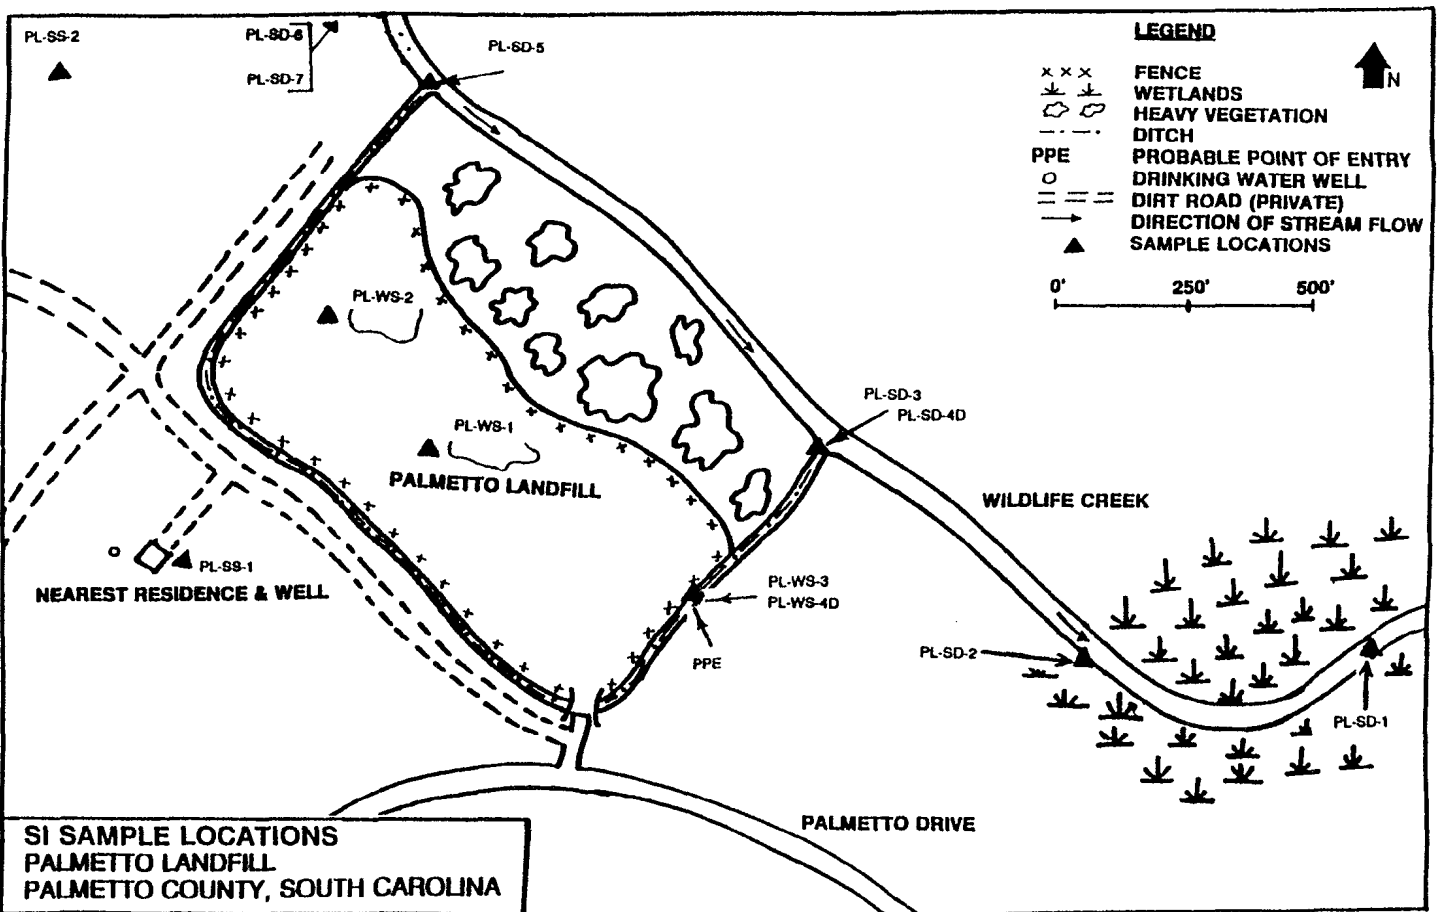 PL-SS-2
PL-SD-6
PL-SD-7
PL-SD-5
LEGEND
x x x FENCE
WETLANDS
HEAVY VEGETATION
DITCH
PPE PROBABLE POINT OF ENTRY
DRINKING WATER WELL
DIRT ROAD (PRIVATE)
DIRECTION OF STREAM FLOW
SAMPLE LOCATIONS
N
0' 250' 500'
PL-WS-2
PL-WS-1
PALMETTO LANDFILL
PL-SD-3
PL-SD-4D
WILDLIFE CREEK
PL-SS-1
NEAREST RESIDENCE & WELL
PL-WS-3
PL-WS-4D
PPE
PL-SD-2
PL-SD-1
PALMETTO DRIVE
SI SAMPLE LOCATIONS
PALMETTO LANDFILL
PALMETTO COUNTY, SOUTH CAROLINA